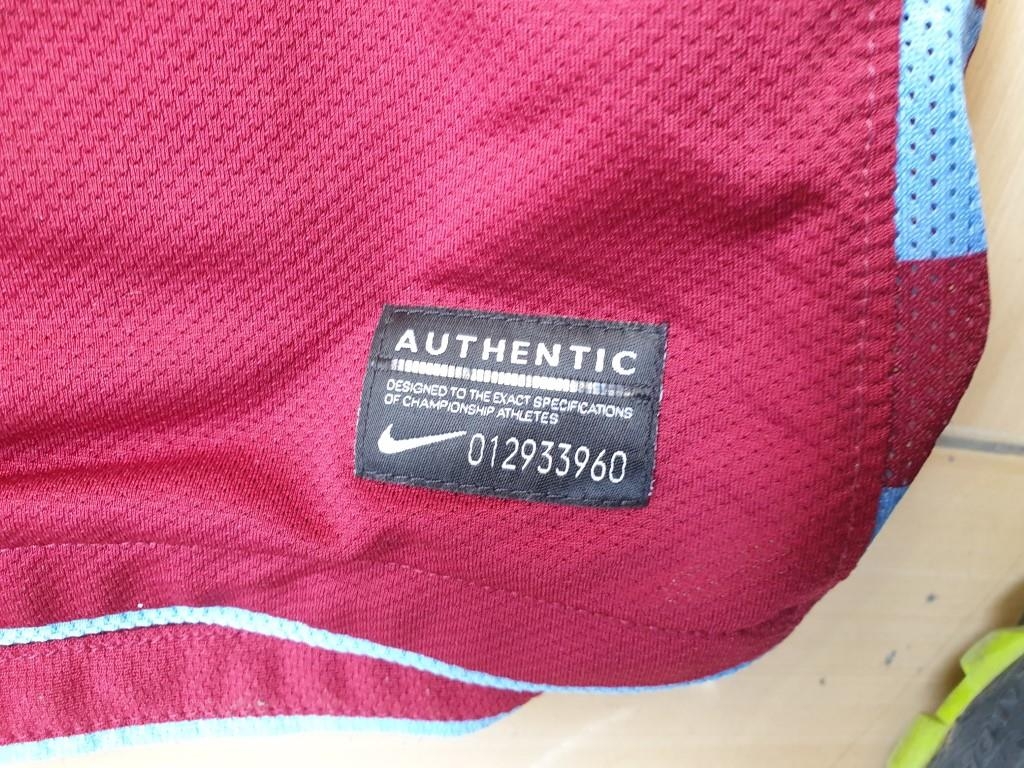 AUTHENTIC
DESIGNED TO THE EXACT SPECIFICATIONS
OF CHAMPIONSHIP ATHLETES
012933960